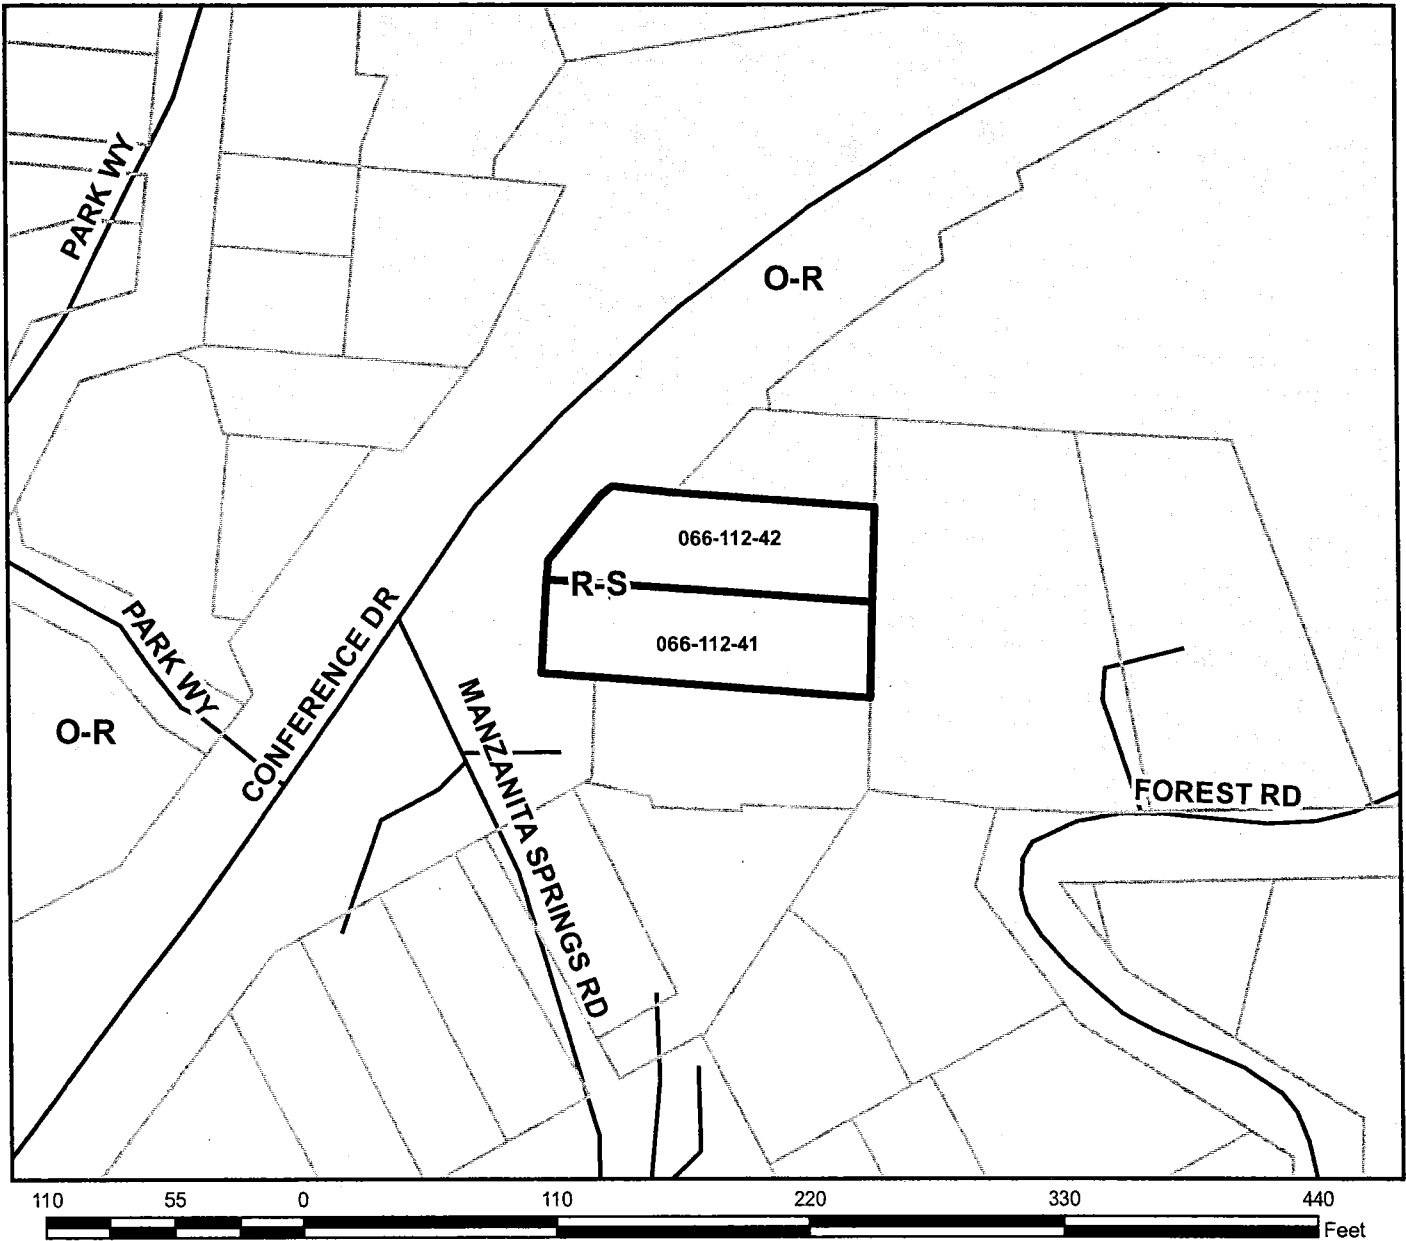 PARK WY
O-R
066-112-42
R-S
066-112-41
PARK WY
CONFERENCE DR
MANZANITA SPRINGS RD
O-R
FOREST RD
110 55 0 110 220 330 440
Feet